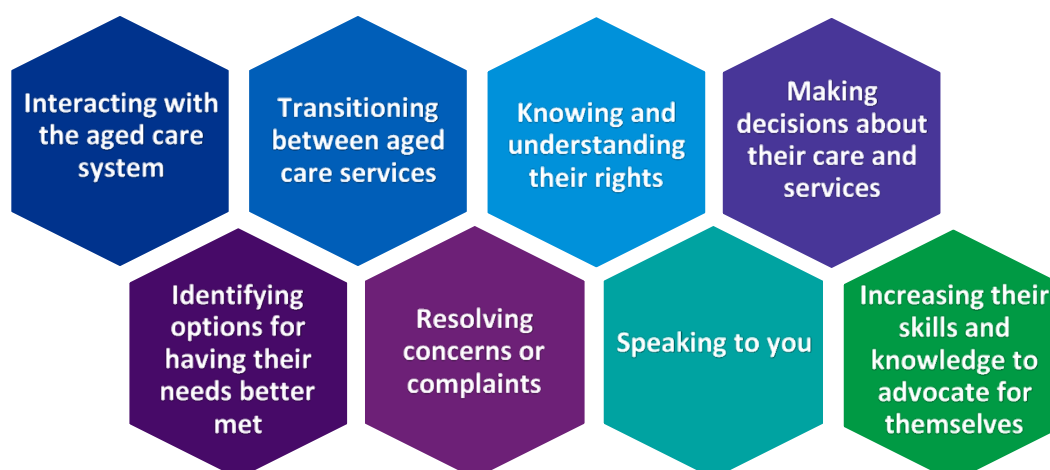 Interacting with
the aged care
system
Transitioning
between aged
care services
Knowing and
understanding
their rights
Making
decisions about
their care and
services
Identifying
options for
having their
needs better
met
Resolving
concerns or
complaints
Speaking to you
Increasing their
skills and
knowledge to
advocate for
themselves